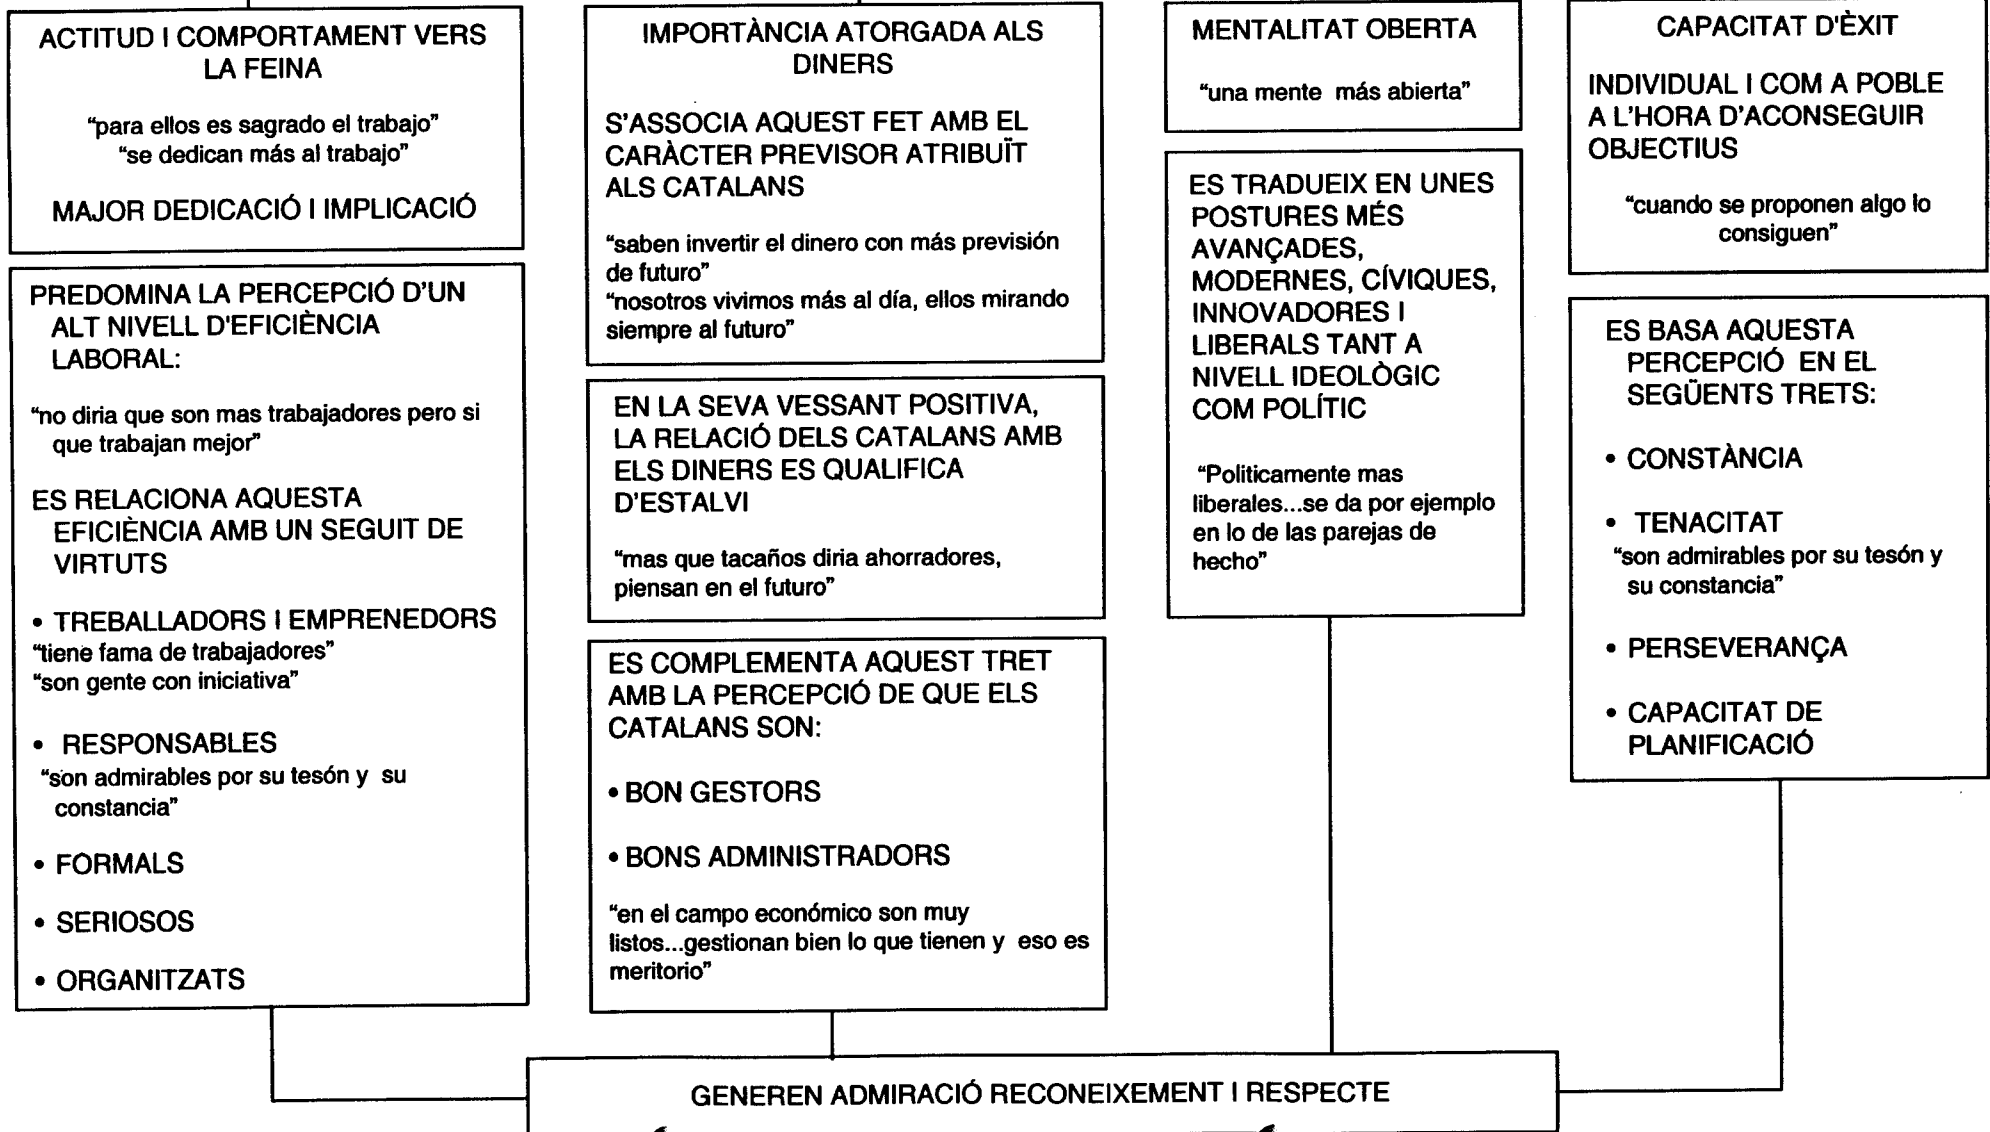 ACTITUD I COMPORTAMENT VERS
LA FEINA
“para ellos es sagrado el trabajo”
“se dedican más al trabajo”
MAJOR DEDICACIÓ I IMPLICACIÓ
PREDOMINA LA PERCEPCIÓ D'UN
ALT NIVELL D'EFICIÈNCIA
LABORAL:
“no diria que son mas trabajadores pero si
que trabajan mejor”
ES RELACIONA AQUESTA
EFICIÈNCIA AMB UN SEGUIT DE
VIRTUTS
• TREBALLADORS I EMPRENEDORS
“tiene fama de trabajadores”
“son gente con iniciativa”
• RESPONSABLES
“son admirables por su tesón y su
constancia”
• FORMALS
• SERIOSOS
• ORGANITZATS
IMPORTÀNCIA ATORGADA ALS
DINERS
S'ASSOCIA AQUEST FET AMB EL
CARÀCTER PREVISOR ATRIBUÏT
ALS CATALANS
“saben invertir el dinero con más previsión
de futuro”
“nosotros vivimos más al día, ellos mirando
siempre al futuro”
EN LA SEVA VESSANT POSITIVA,
LA RELACIÓ DELS CATALANS AMB
ELS DINERS ES QUALIFICA
D'ESTALVI
“mas que tacaños diria ahorradores,
piensan en el futuro”
ES COMPLEMENTA AQUEST TRET
AMB LA PERCEPCIÓ DE QUE ELS
CATALANS SON:
• BON GESTORS
• BONS ADMINISTRADORS
“en el campo económico son muy
listos...gestionan bien lo que tienen y eso es
meritorio”
MENTALITAT OBERTA
“una mente más abierta”
ES TRADUEIX EN UNES
POSTURES MÉS
AVANÇADES,
MODERNES, CÍVIQUES,
INNOVADORES I
LIBERALS TANT A
NIVELL IDEOLÒGIC
COM POLÍTIC
“Politicamente mas
liberales...se da por ejemplo
en lo de las parejas de
hecho”
CAPACITAT D'ÈXIT
INDIVIDUAL I COM A POBLE
A L'HORA D'ACONSEGUIR
OBJECTIUS
“cuando se proponen algo lo
consiguen”
ES BASA AQUESTA
PERCEPCIÓ EN EL
SEGÜENTS TRETS:
• CONSTÀNCIA
• TENACITAT
“son admirables por su tesón y
su constancia”
• PERSEVERANÇA
• CAPACITAT DE
PLANIFICACIÓ
GENEREN ADMIRACIÓ RECONEIXEMENT I RESPECTE